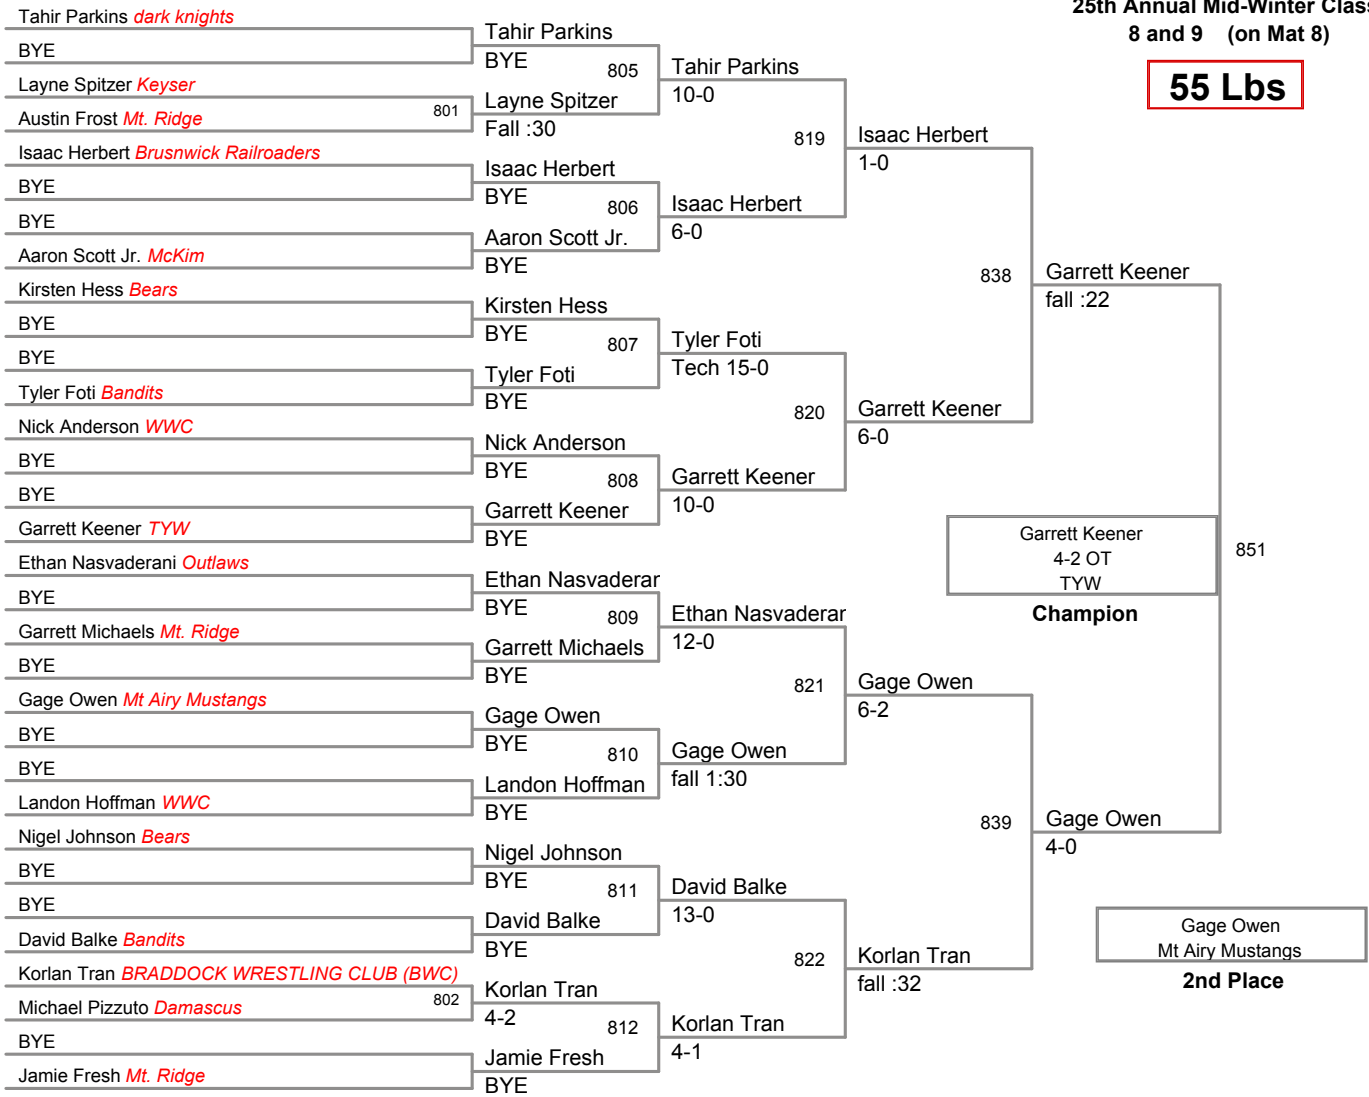 25th Annual Mid-Winter Clas
8 and 9 (on Mat 8)
55 Lbs
Tahir Parkins dark knights
BYE
Layne Spitzer Keyser
Austin Frost Mt. Ridge
Isaac Herbert Brusnwick Railroaders
BYE
BYE
Aaron Scott Jr. McKim
Kirsten Hess Bears
BYE
BYE
Tyler Foti Bandits
Nick Anderson WWC
BYE
BYE
Garrett Keener TYW
Ethan Nasvaderani Outlaws
BYE
Garrett Michaels Mt. Ridge
BYE
Gage Owen Mt Airy Mustangs
BYE
BYE
Landon Hoffman WWC
Nigel Johnson Bears
BYE
BYE
David Balke Bandits
Korlan Tran BRADDOCK WRESTLING CLUB (BWC)
Michael Pizzuto Damascus
BYE
Jamie Fresh Mt. Ridge
801
802
Tahir Parkins
BYE
805
Layne Spitzer
Fall :30
Isaac Herbert
BYE
806
Aaron Scott Jr.
BYE
Kirsten Hess
BYE
807
Tyler Foti
BYE
Nick Anderson
BYE
808
Garrett Keener
BYE
Ethan Nasvaderar
BYE
809
Garrett Michaels
BYE
Gage Owen
BYE
810
Landon Hoffman
BYE
Nigel Johnson
BYE
811
David Balke
BYE
Korlan Tran
4-2
812
Jamie Fresh
BYE
Tahir Parkins
10-0
819
Isaac Herbert
6-0
Tyler Foti
Tech 15-0
820
Garrett Keener
10-0
Ethan Nasvaderar
12-0
821
Gage Owen
fall 1:30
David Balke
13-0
822
Korlan Tran
4-1
Isaac Herbert
1-0
838
Garrett Keener
6-0
Gage Owen
6-2
839
Korlan Tran
fall :32
Garrett Keener
fall :22
851
Gage Owen
4-0
Garrett Keener
4-2 OT
TYW
Champion
Gage Owen
Mt Airy Mustangs
2nd Place